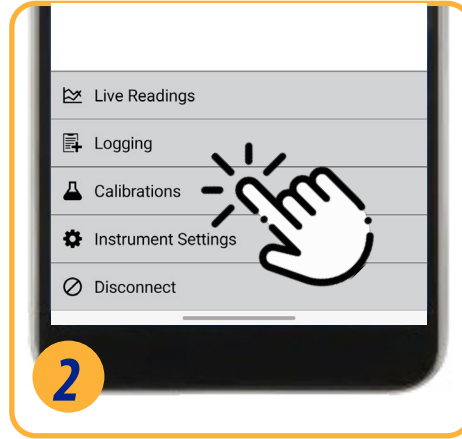 Live Readings
Logging
Calibrations
Instrument Settings
Disconnect
2